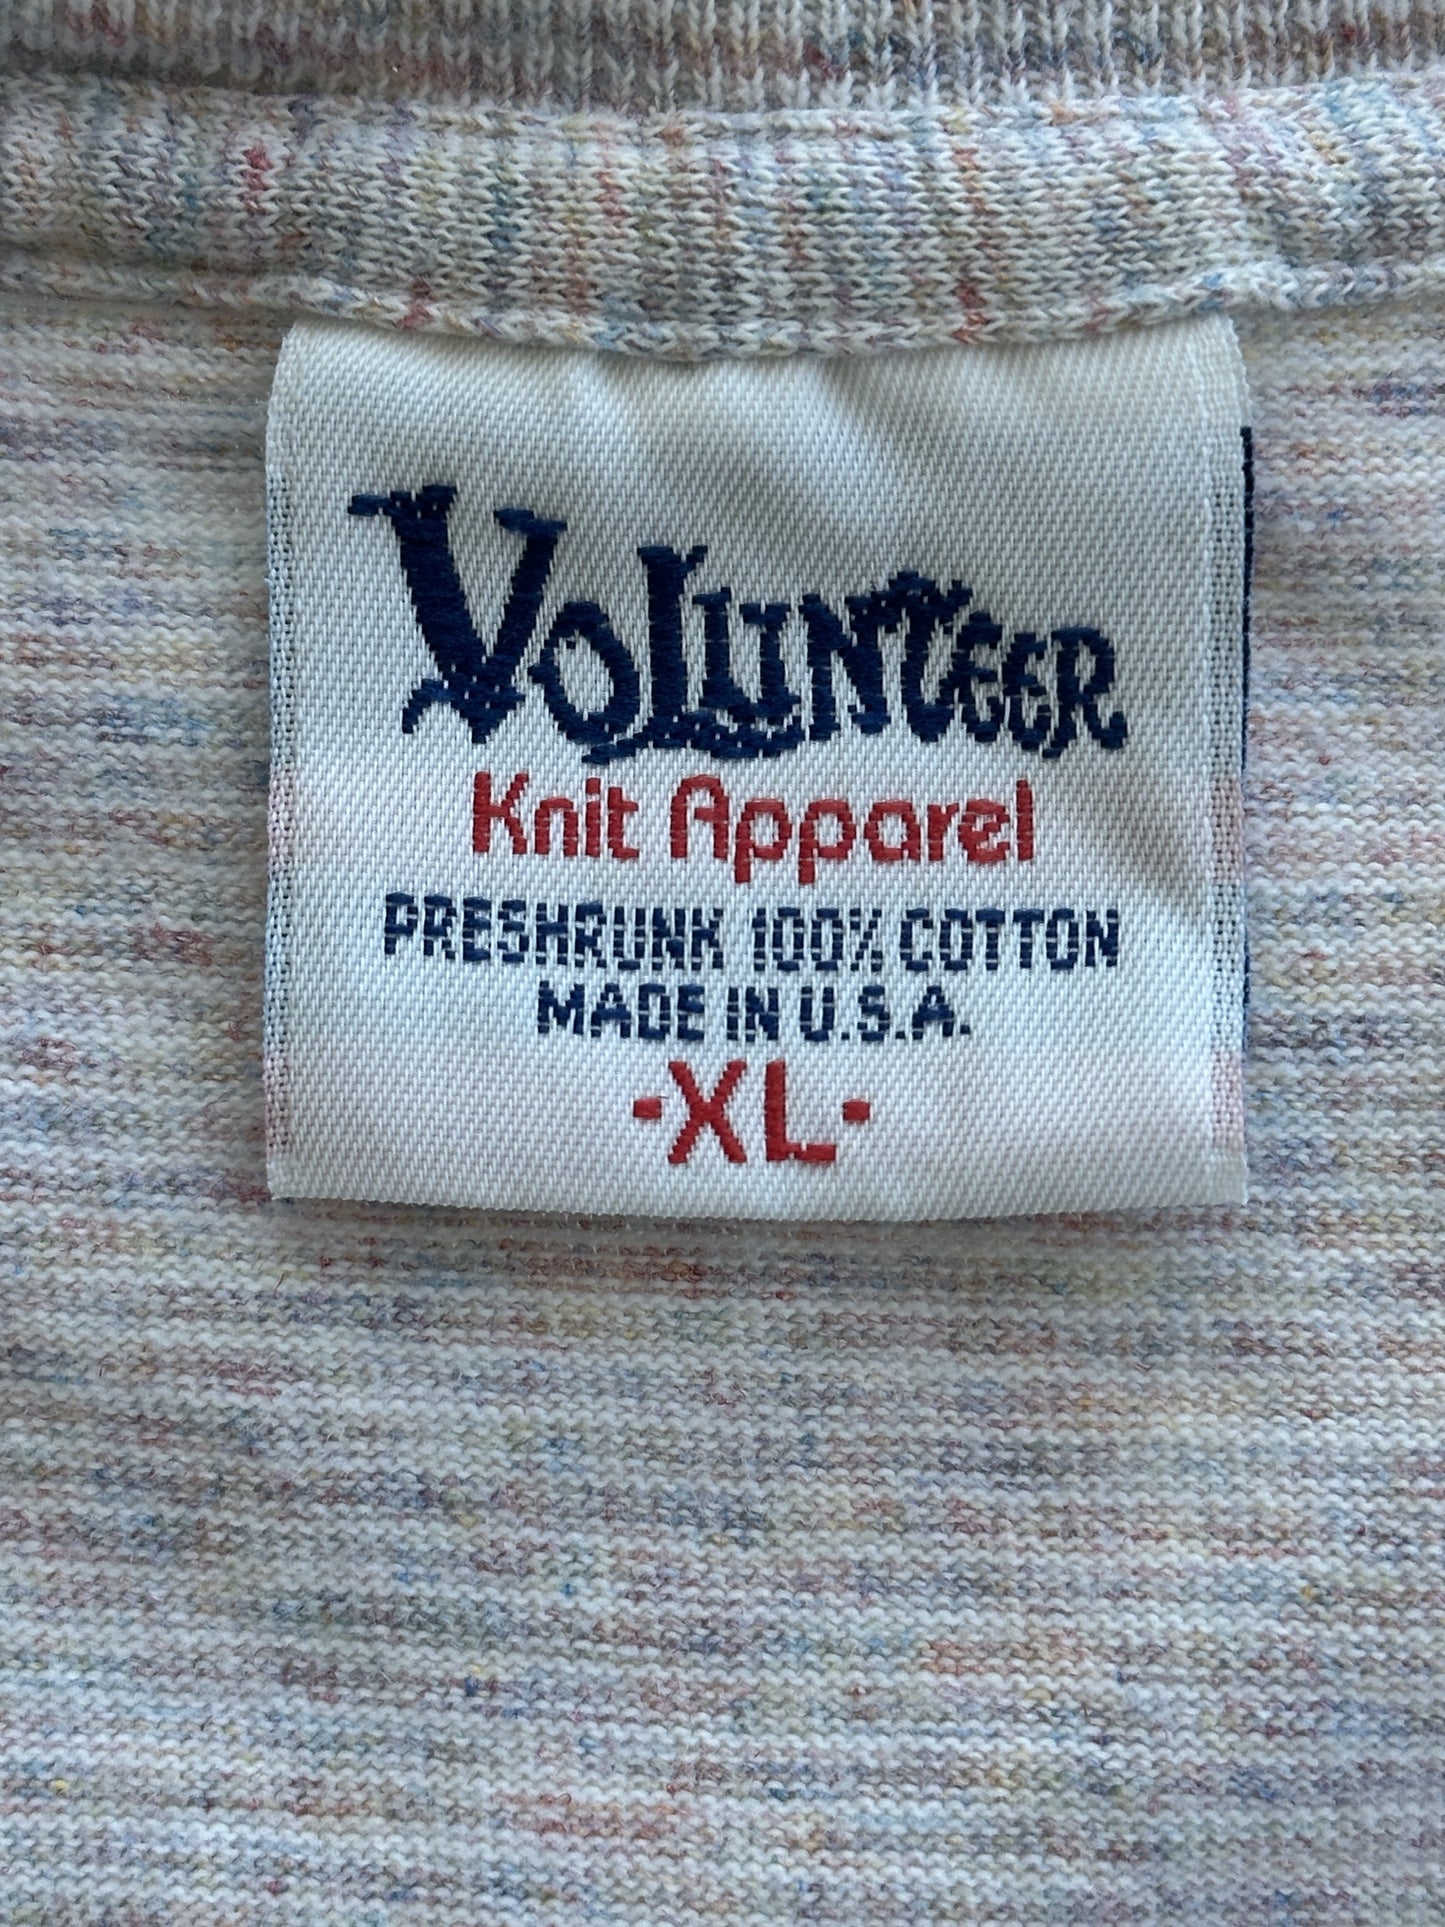 VOLUNTEER
Knit Apparel
PRESHRUNK 100% COTTON
MADE IN U.S.A.
·XL·